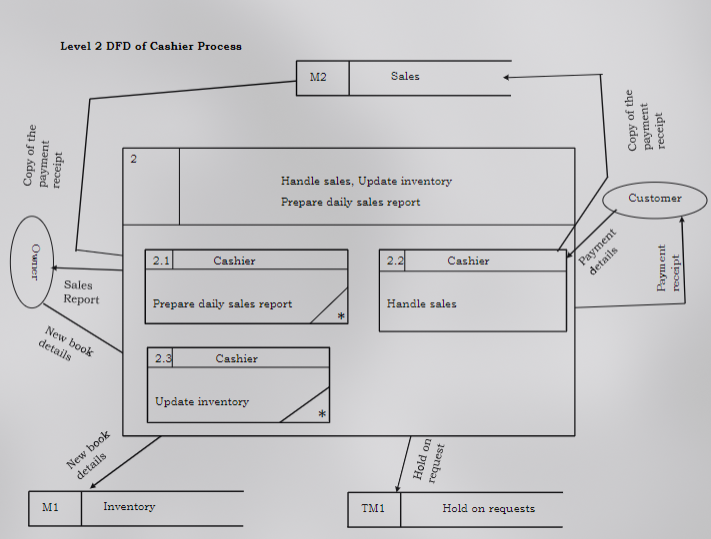 Level 2 DFD of Cashier Process
M2
Sales
Copy of the
payment
receipt
Copy of the
payment
receipt
2
Handle sales, Update inventory
Prepare daily sales report
Customer
Owner
Payment
details
Payment
receipt
2.1
Cashier
Prepare daily sales report
*
2.2
Cashier
Handle sales
Sales
Report
New book
details
2.3
Cashier
Update inventory
*
New book
details
Hold on
request
M1
Inventory
TM1
Hold on requests